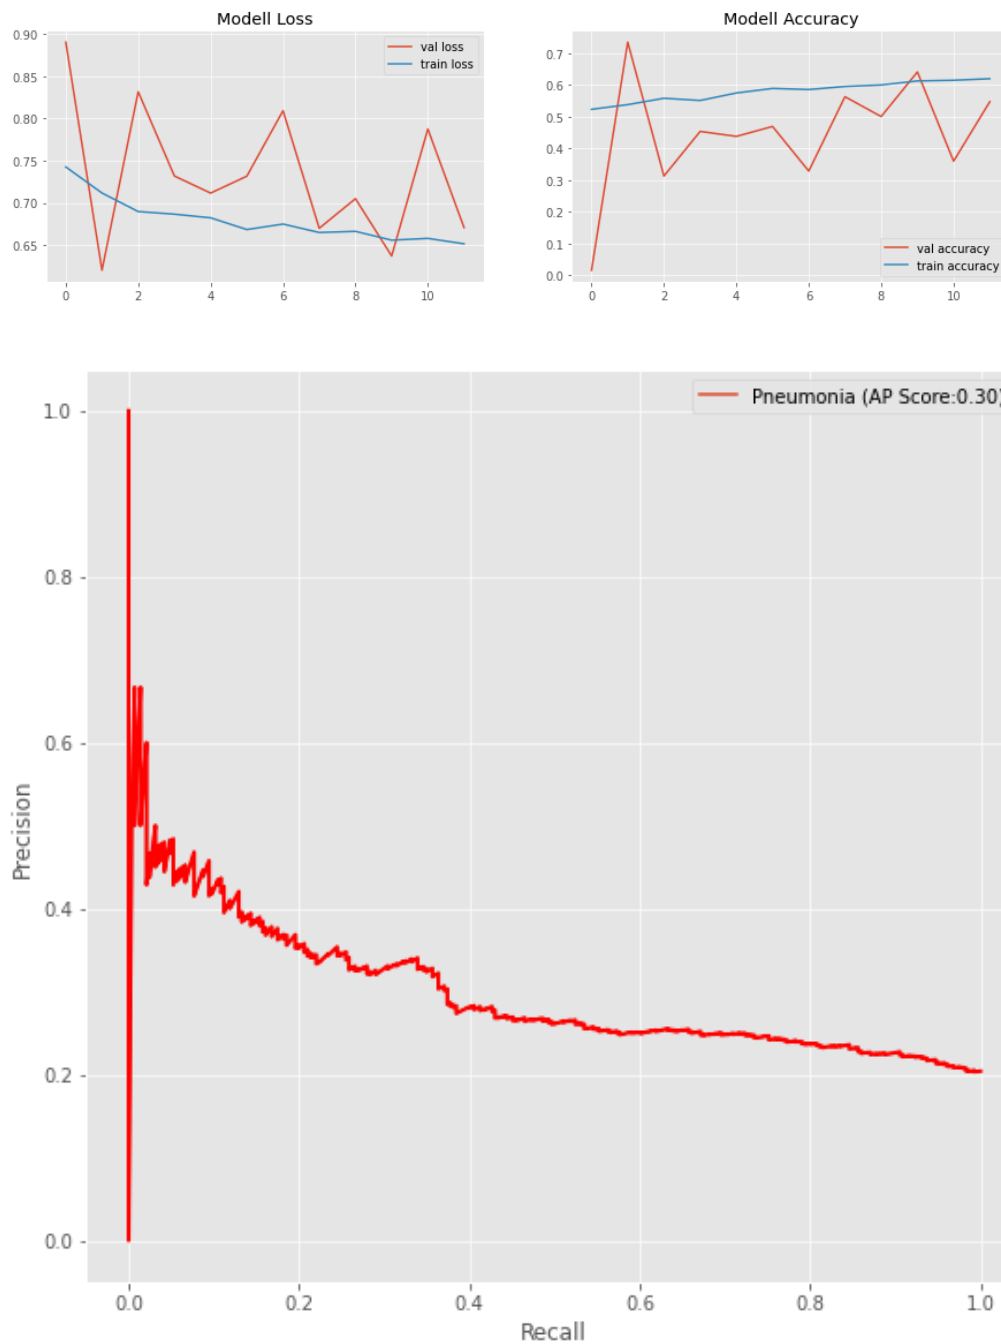 Modell Loss
0.90
0.85
0.80
0.75
0.70
0.65
val loss
train loss
0 2 4 6 8 10
Modell Accuracy
0.7
0.6
0.5
0.4
0.3
0.2
0.1
0.0
val accuracy
train accuracy
0 2 4 6 8 10
Pneumonia (AP Score:0.30)
Precision
1.0
0.8
0.6
0.4
0.2
0.0
0.0 0.2 0.4 0.6 0.8 1.0
Recall